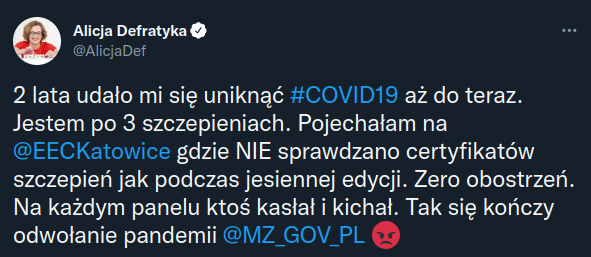 Alicja Defratyka
@AlicjaDef
2 lata udało mi się uniknąć #COVID19 aż do teraz.
Jestem po 3 szczepieniach. Pojechałam na
@EECKatowice gdzie NIE sprawdzano certyfikatów
szczepień jak podczas jesiennej edycji. Zero obostrzeń.
Na każdym panelu ktoś kasłał i kichał. Tak się kończy
odwołanie pandemii @MZ_GOV_PL 😡